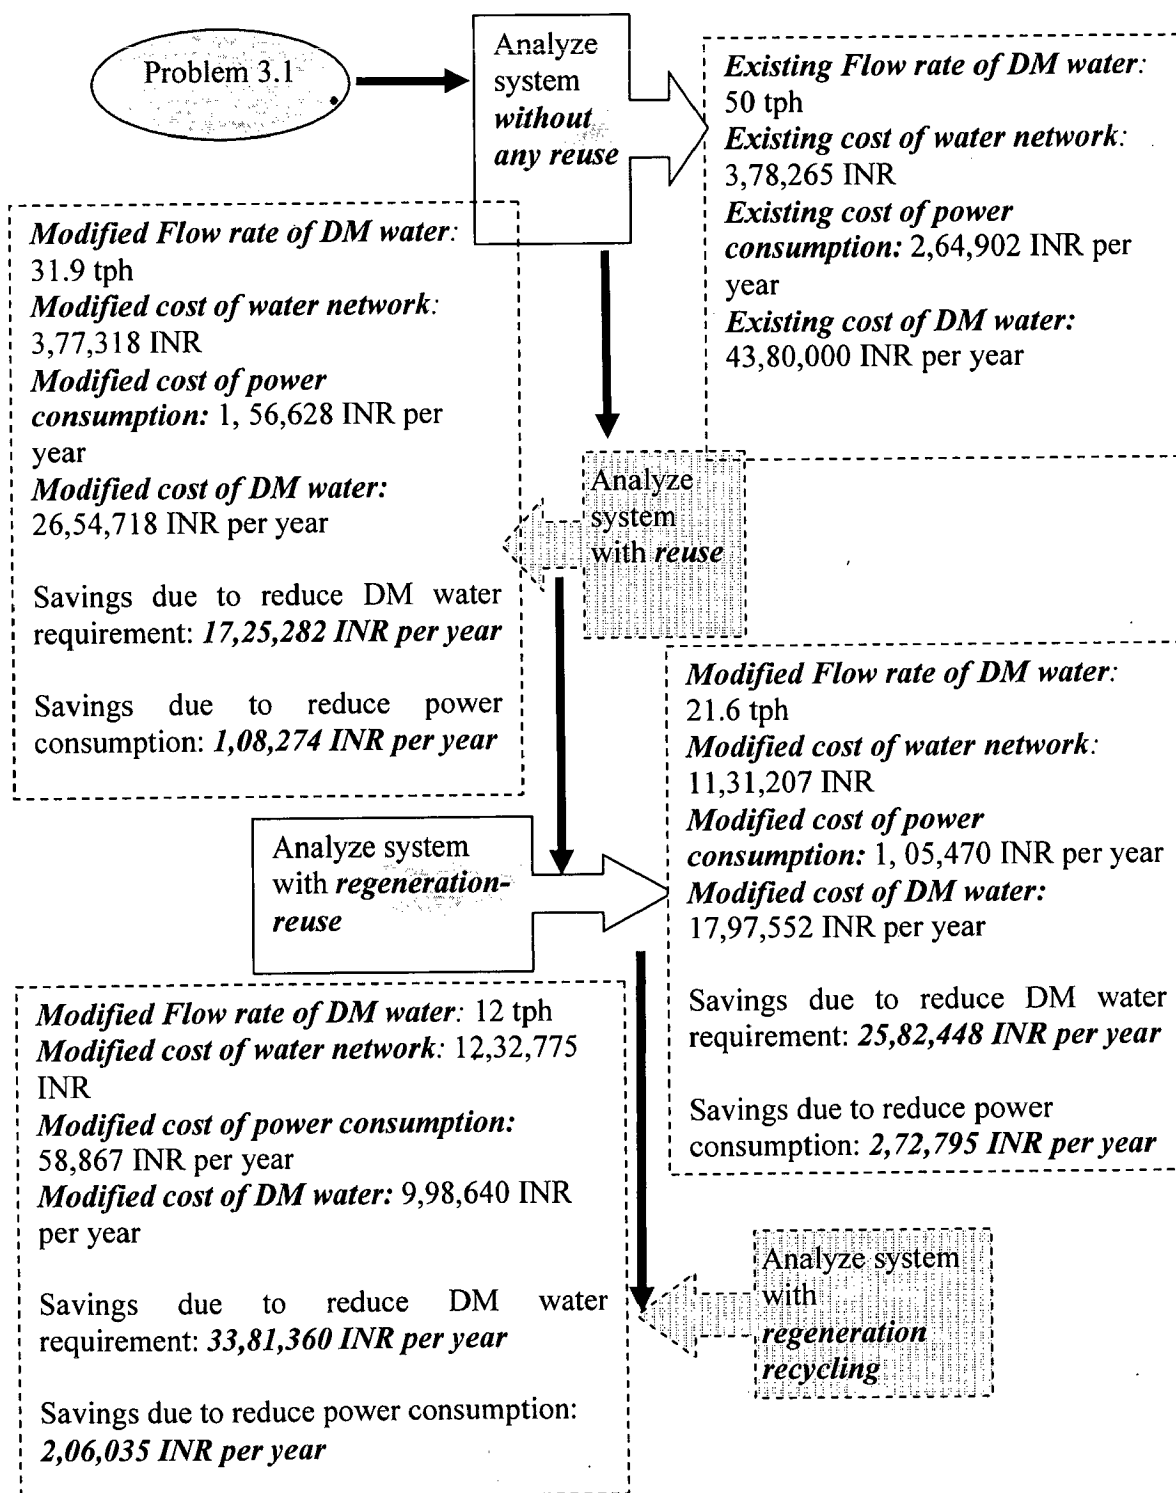 Problem 3.1
Analyze
system
without
any reuse
Existing Flow rate of DM water:
50 tph
Existing cost of water network:
3,78,265 INR
Existing cost of power
consumption: 2,64,902 INR per
year
Existing cost of DM water:
43,80,000 INR per year
Modified Flow rate of DM water:
31.9 tph
Modified cost of water network:
3,77,318 INR
Modified cost of power
consumption: 1, 56,628 INR per
year
Modified cost of DM water:
26,54,718 INR per year
Savings due to reduce DM water
requirement: 17,25,282 INR per year
Savings due to reduce power
consumption: 1,08,274 INR per year
Analyze
system
with reuse
Modified Flow rate of DM water:
21.6 tph
Modified cost of water network:
11,31,207 INR
Modified cost of power
consumption: 1, 05,470 INR per year
Modified cost of DM water:
17,97,552 INR per year
Savings due to reduce DM water
requirement: 25,82,448 INR per year
Savings due to reduce power
consumption: 2,72,795 INR per year
Analyze system
with regeneration-
reuse
Modified Flow rate of DM water: 12 tph
Modified cost of water network: 12,32,775
INR
Modified cost of power consumption:
58,867 INR per year
Modified cost of DM water: 9,98,640 INR
per year
Savings due to reduce DM water
requirement: 33,81,360 INR per year
Savings due to reduce power consumption:
2,06,035 INR per year
Analyze system
with
regeneration
recycling